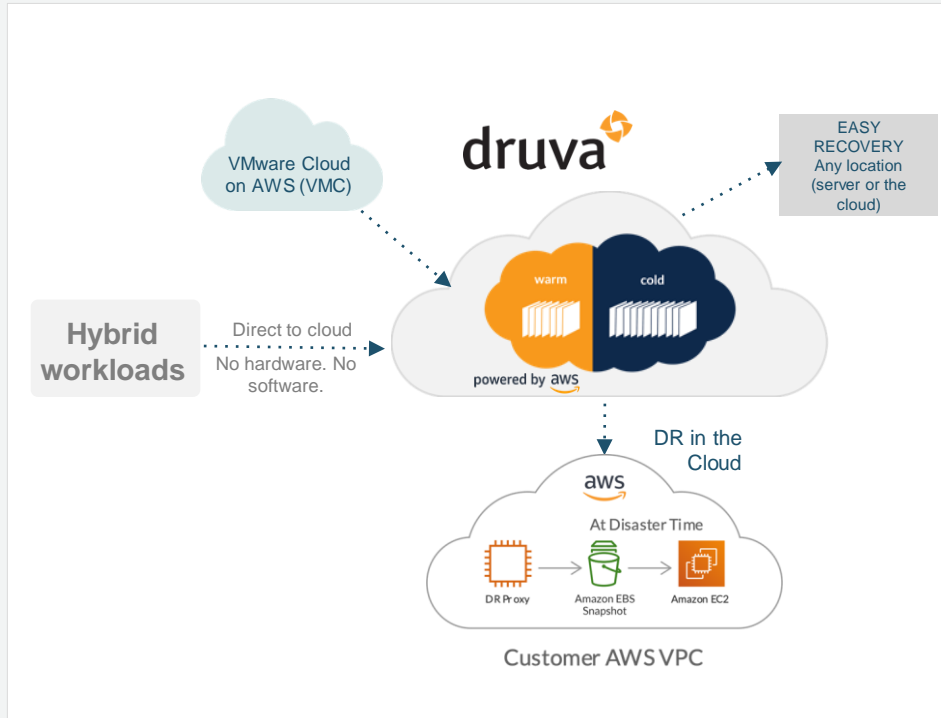 druva
EASY
RECOVERY
Any location
(server or the
cloud)
VMware Cloud
on AWS (VMC)
warm
cold
Hybrid
workloads
Direct to cloud
No hardware. No
software.
powered by aws
DR in the
Cloud
aws
At Disaster Time
DR Proxy
Amazon EBS
Snapshot
Amazon EC2
Customer AWS VPC